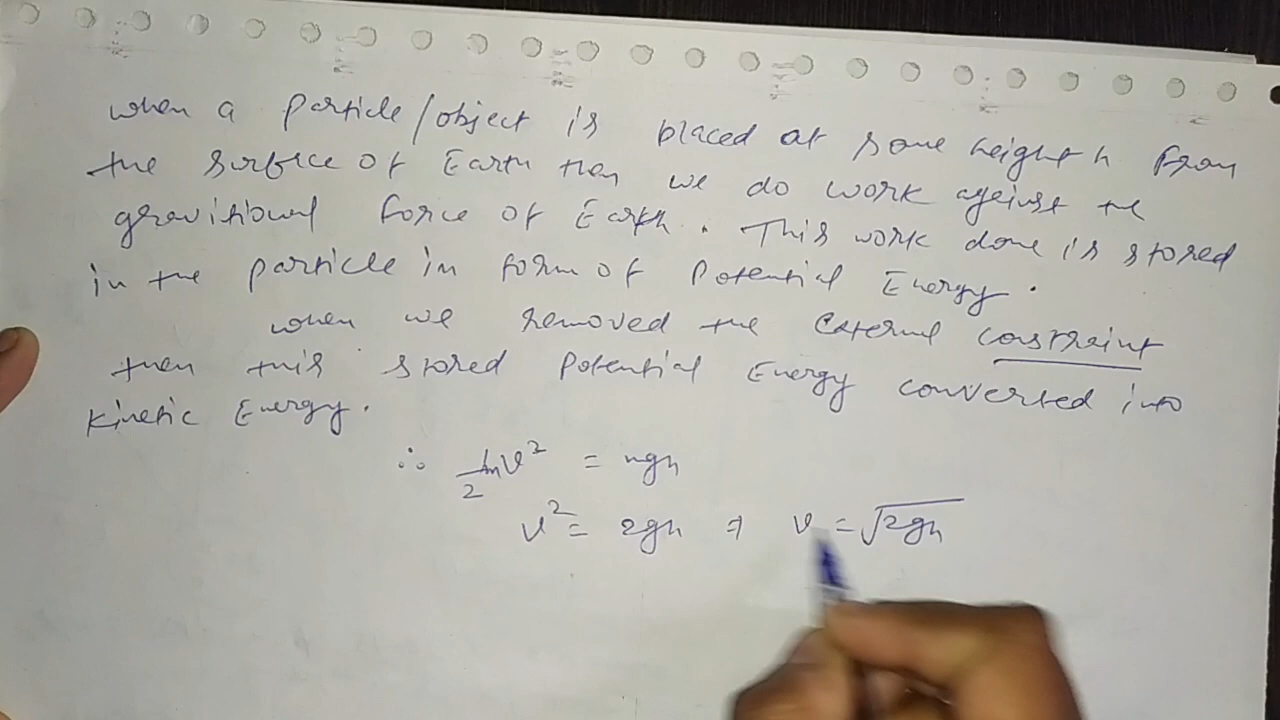 when a particle/object is placed at some height h from
the surface of Earth then we do work against the
gravitional force of Earth. This work done is stored
in the particle in form of Potential Energy.
when we removed the external constraint
then this stored potential Energy converted into
kinetic Energy.
∴ 1/2 mv² = mgh
v² = 2gh ⇒ v = √2gh